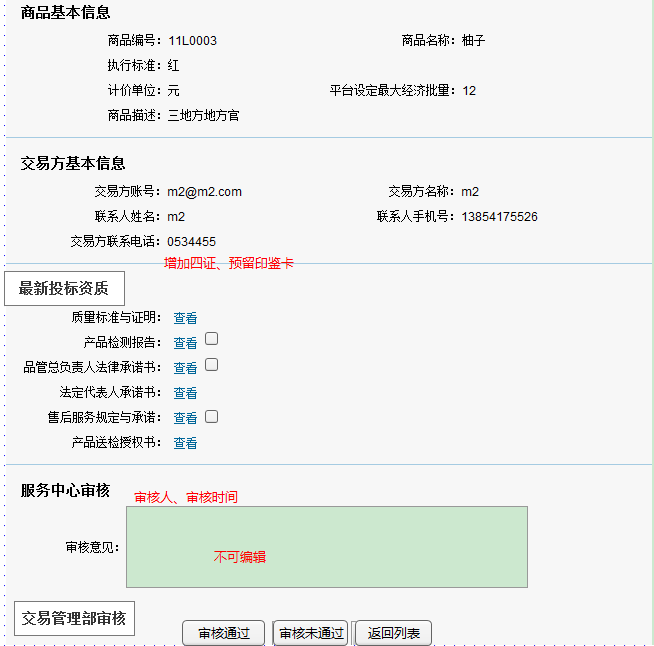 商品基本信息
商品编号： 11L0003 商品名称： 柚子
执行标准： 红
计价单位： 元 平台设定最大经济批量： 12
商品描述： 三地方地方官
交易方基本信息
交易方账号： m2@m2.com 交易方名称： m2
联系人姓名： m2 联系人手机号： 13854175526
交易方联系电话： 0534455
增加四证、预留印鉴卡
最新投标资质
质量标准与证明： 查看
产品检测报告： 查看
品管总负责人法律承诺书： 查看
法定代表人承诺书： 查看
售后服务规定与承诺： 查看
产品送检授权书： 查看
服务中心审核 审核人、审核时间
审核意见： 不可编辑
交易管理部审核
审核通过 审核未通过 返回列表